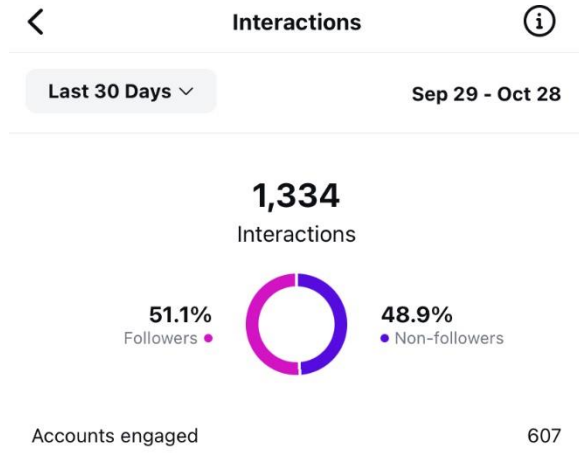 Interactions
Last 30 Days
Sep 29 - Oct 28
1,334
Interactions
51.1%
Followers
48.9%
Non-followers
Accounts engaged
607